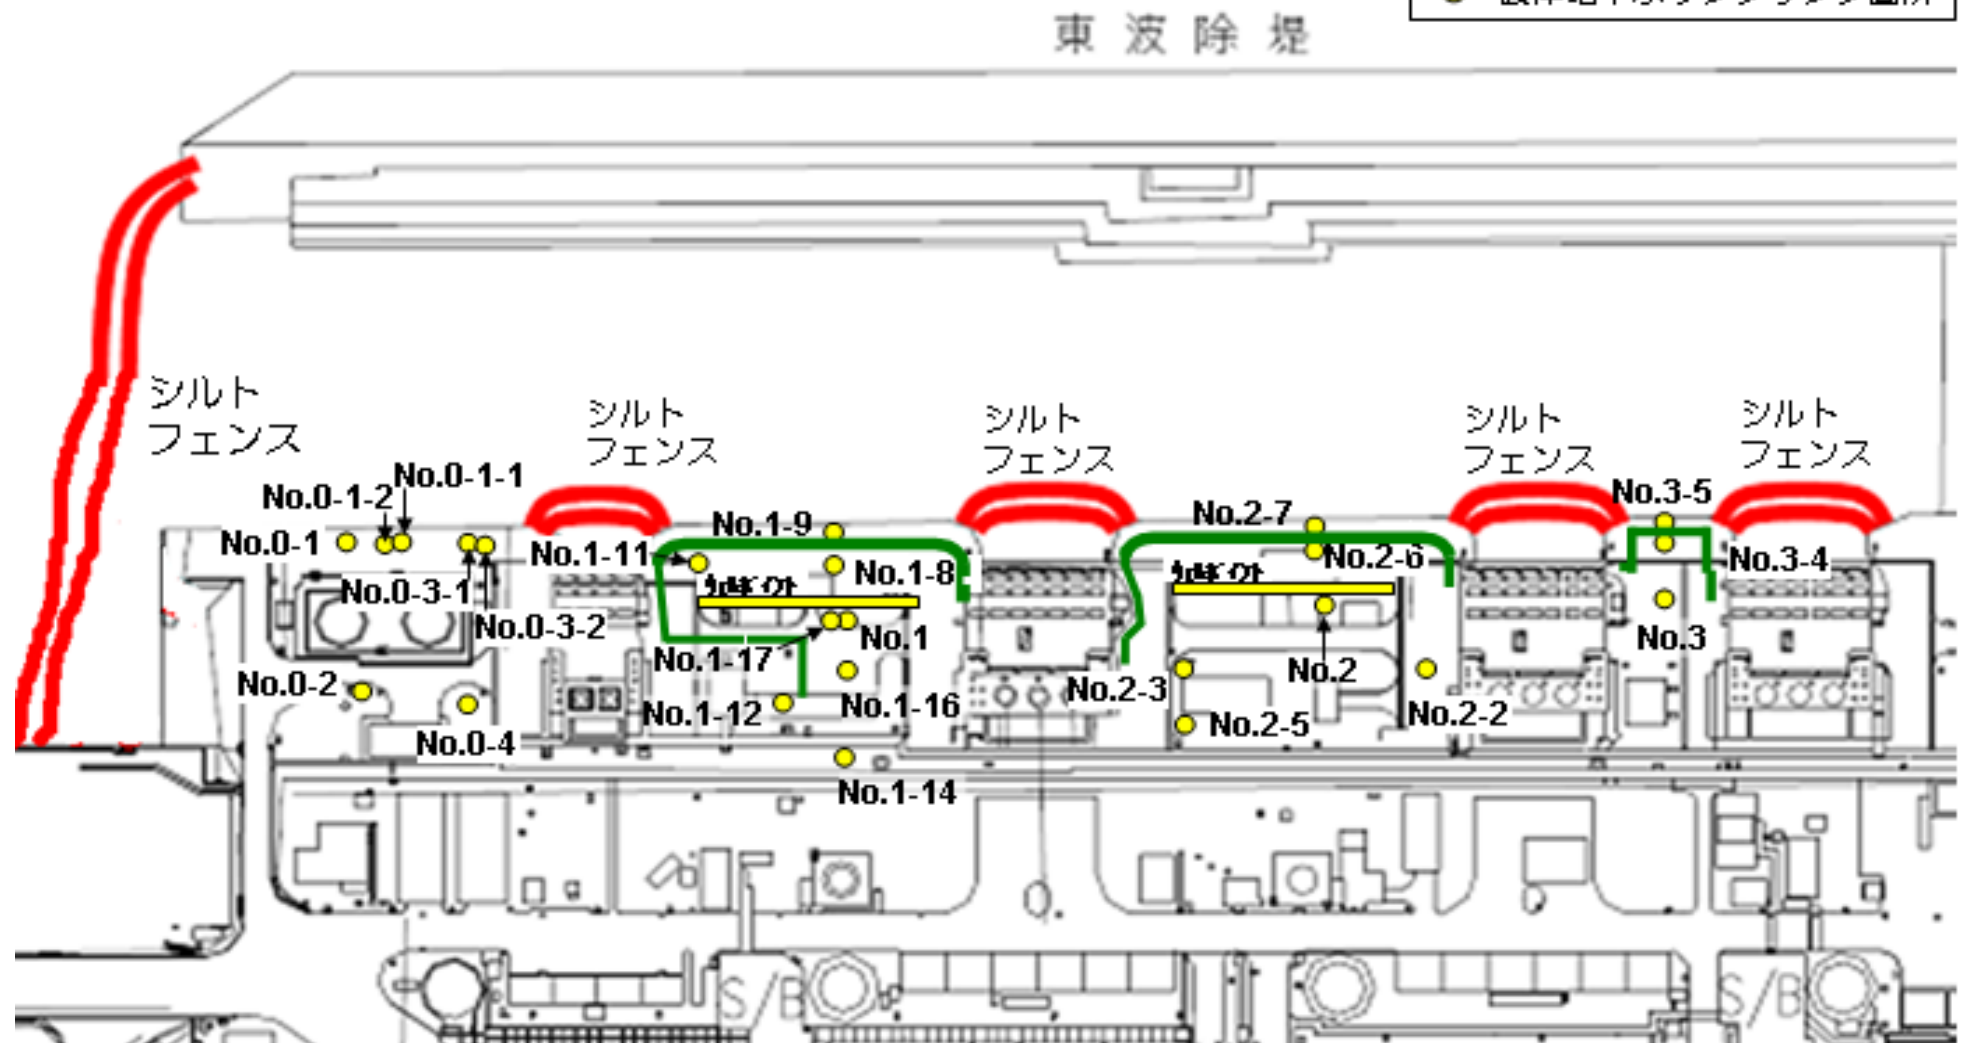 東波除堤
シルト
フェンス
シルト
フェンス
シルト
フェンス
シルト
フェンス
シルト
フェンス
No.0-1-1
No.0-1-2
No.0-1
No.0-3-1
No.0-3-2
No.0-2
No.0-4
No.1-9
No.1-11
No.1-8
No.1
No.1-17
No.1-16
No.1-12
No.1-14
No.2-7
No.2-6
No.2
No.2-3
No.2-5
No.2-2
No.3-5
No.3-4
No.3
S/B
S/B